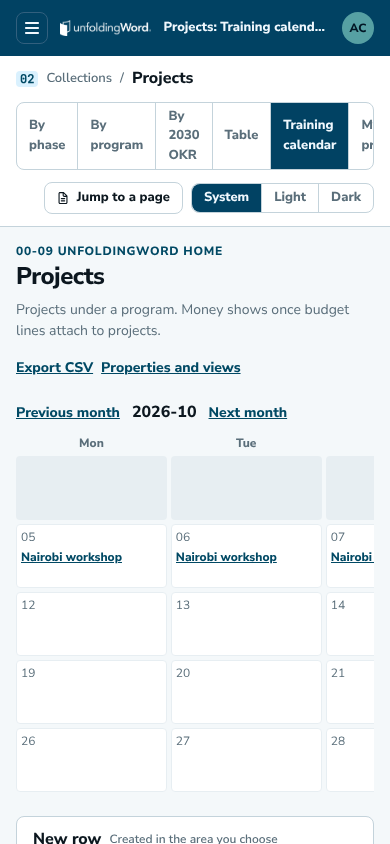 unfoldingWord. Projects: Training calend... AC
02 Collections / Projects
By phase
By program
By 2030 OKR
Table
Training calendar
Jump to a page
System Light Dark
00-09 UNFOLDINGWORD HOME
Projects
Projects under a program. Money shows once budget
lines attach to projects.
Export CSV Properties and views
Previous month 2026-10 Next month
Mon Tue
05 06 07
Nairobi workshop Nairobi workshop Nairobi
12 13 14
19 20 21
26 27 28
New row Created in the area you choose